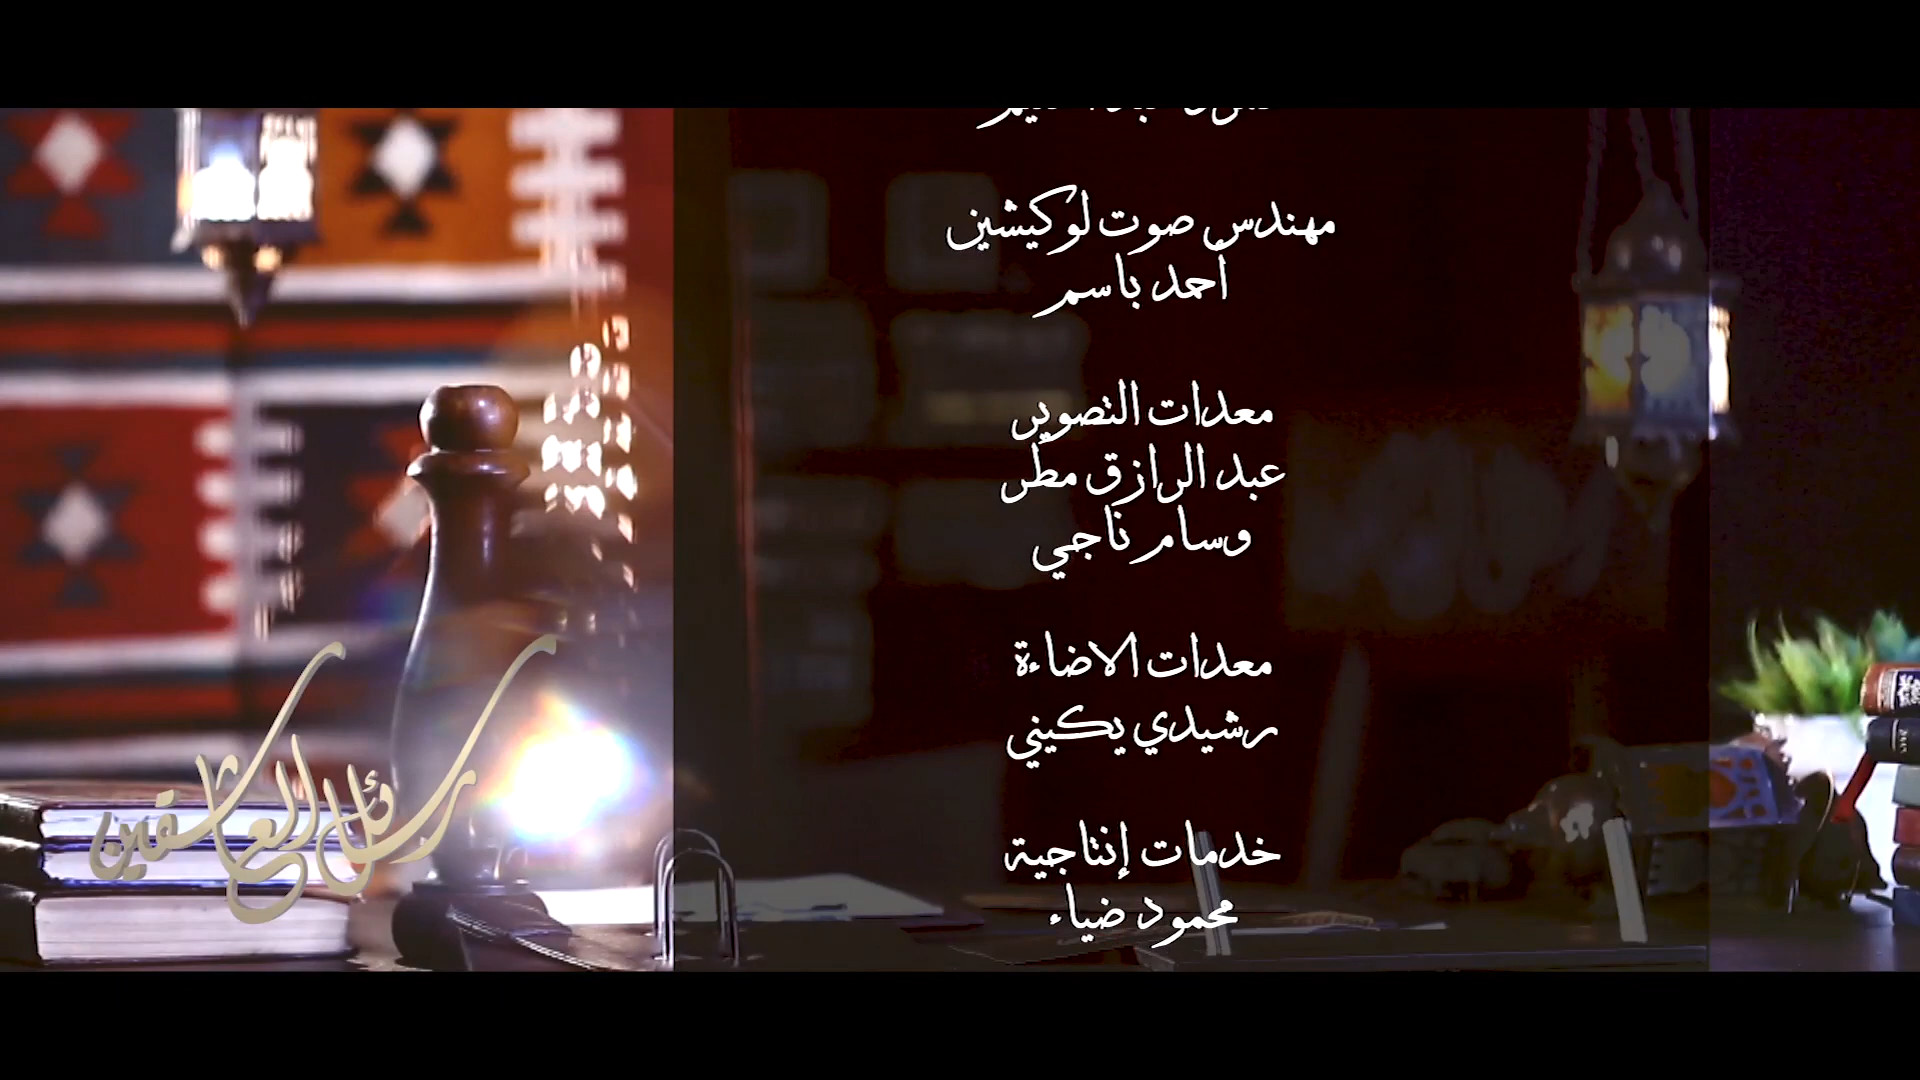 مهندس صوت لوكيشين
أحمد باسم
معدات التصوير
عبد الرازق مطر
وسام ناجي
معدات الاضاءة
رشيدي يكيني
خدمات إنتاجية
محمود ضياء
رسائل العاشقين